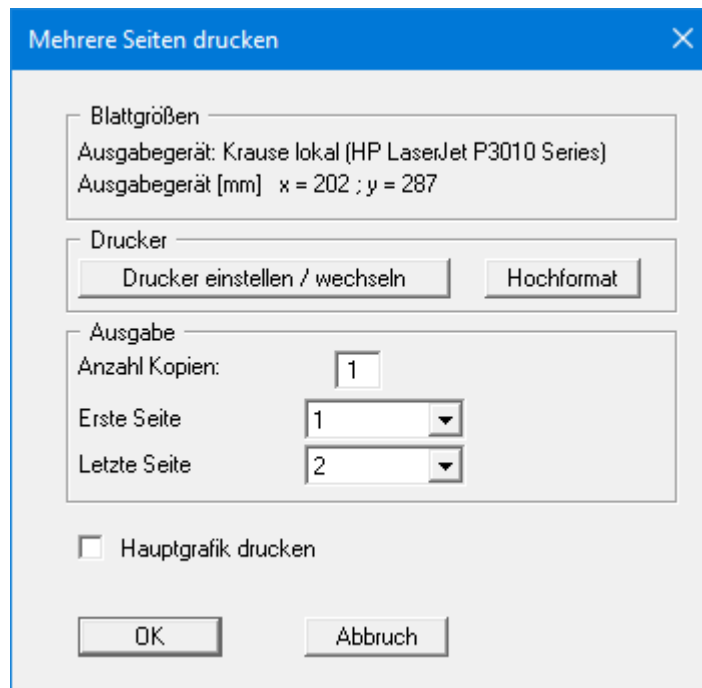 Mehrere Seiten drucken
Blattgrößen
Ausgabegerät: Krause lokal (HP LaserJet P3010 Series)
Ausgabegerät [mm] x = 202 ; y = 287
Drucker
Drucker einstellen / wechseln Hochformat
Ausgabe
Anzahl Kopien: 1
Erste Seite 1
Letzte Seite 2
Hauptgrafik drucken
OK Abbruch